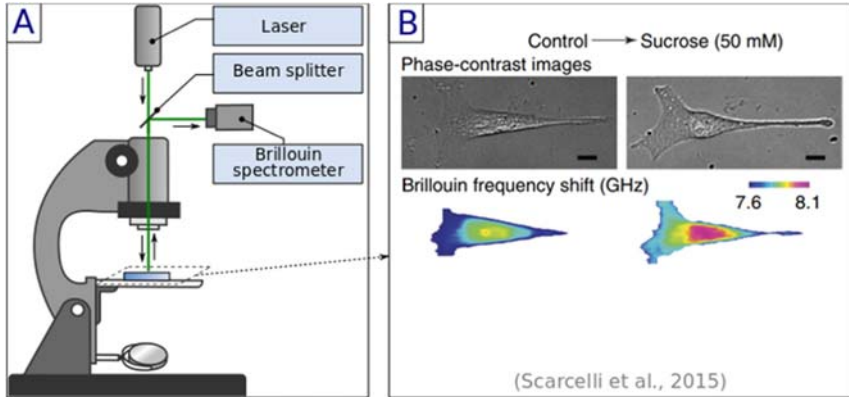 A
Laser
Beam splitter
Brillouin
spectrometer
B
Control → Sucrose (50 mM)
Phase-contrast images
Brillouin frequency shift (GHz)
7.6 8.1
(Scarcelli et al., 2015)